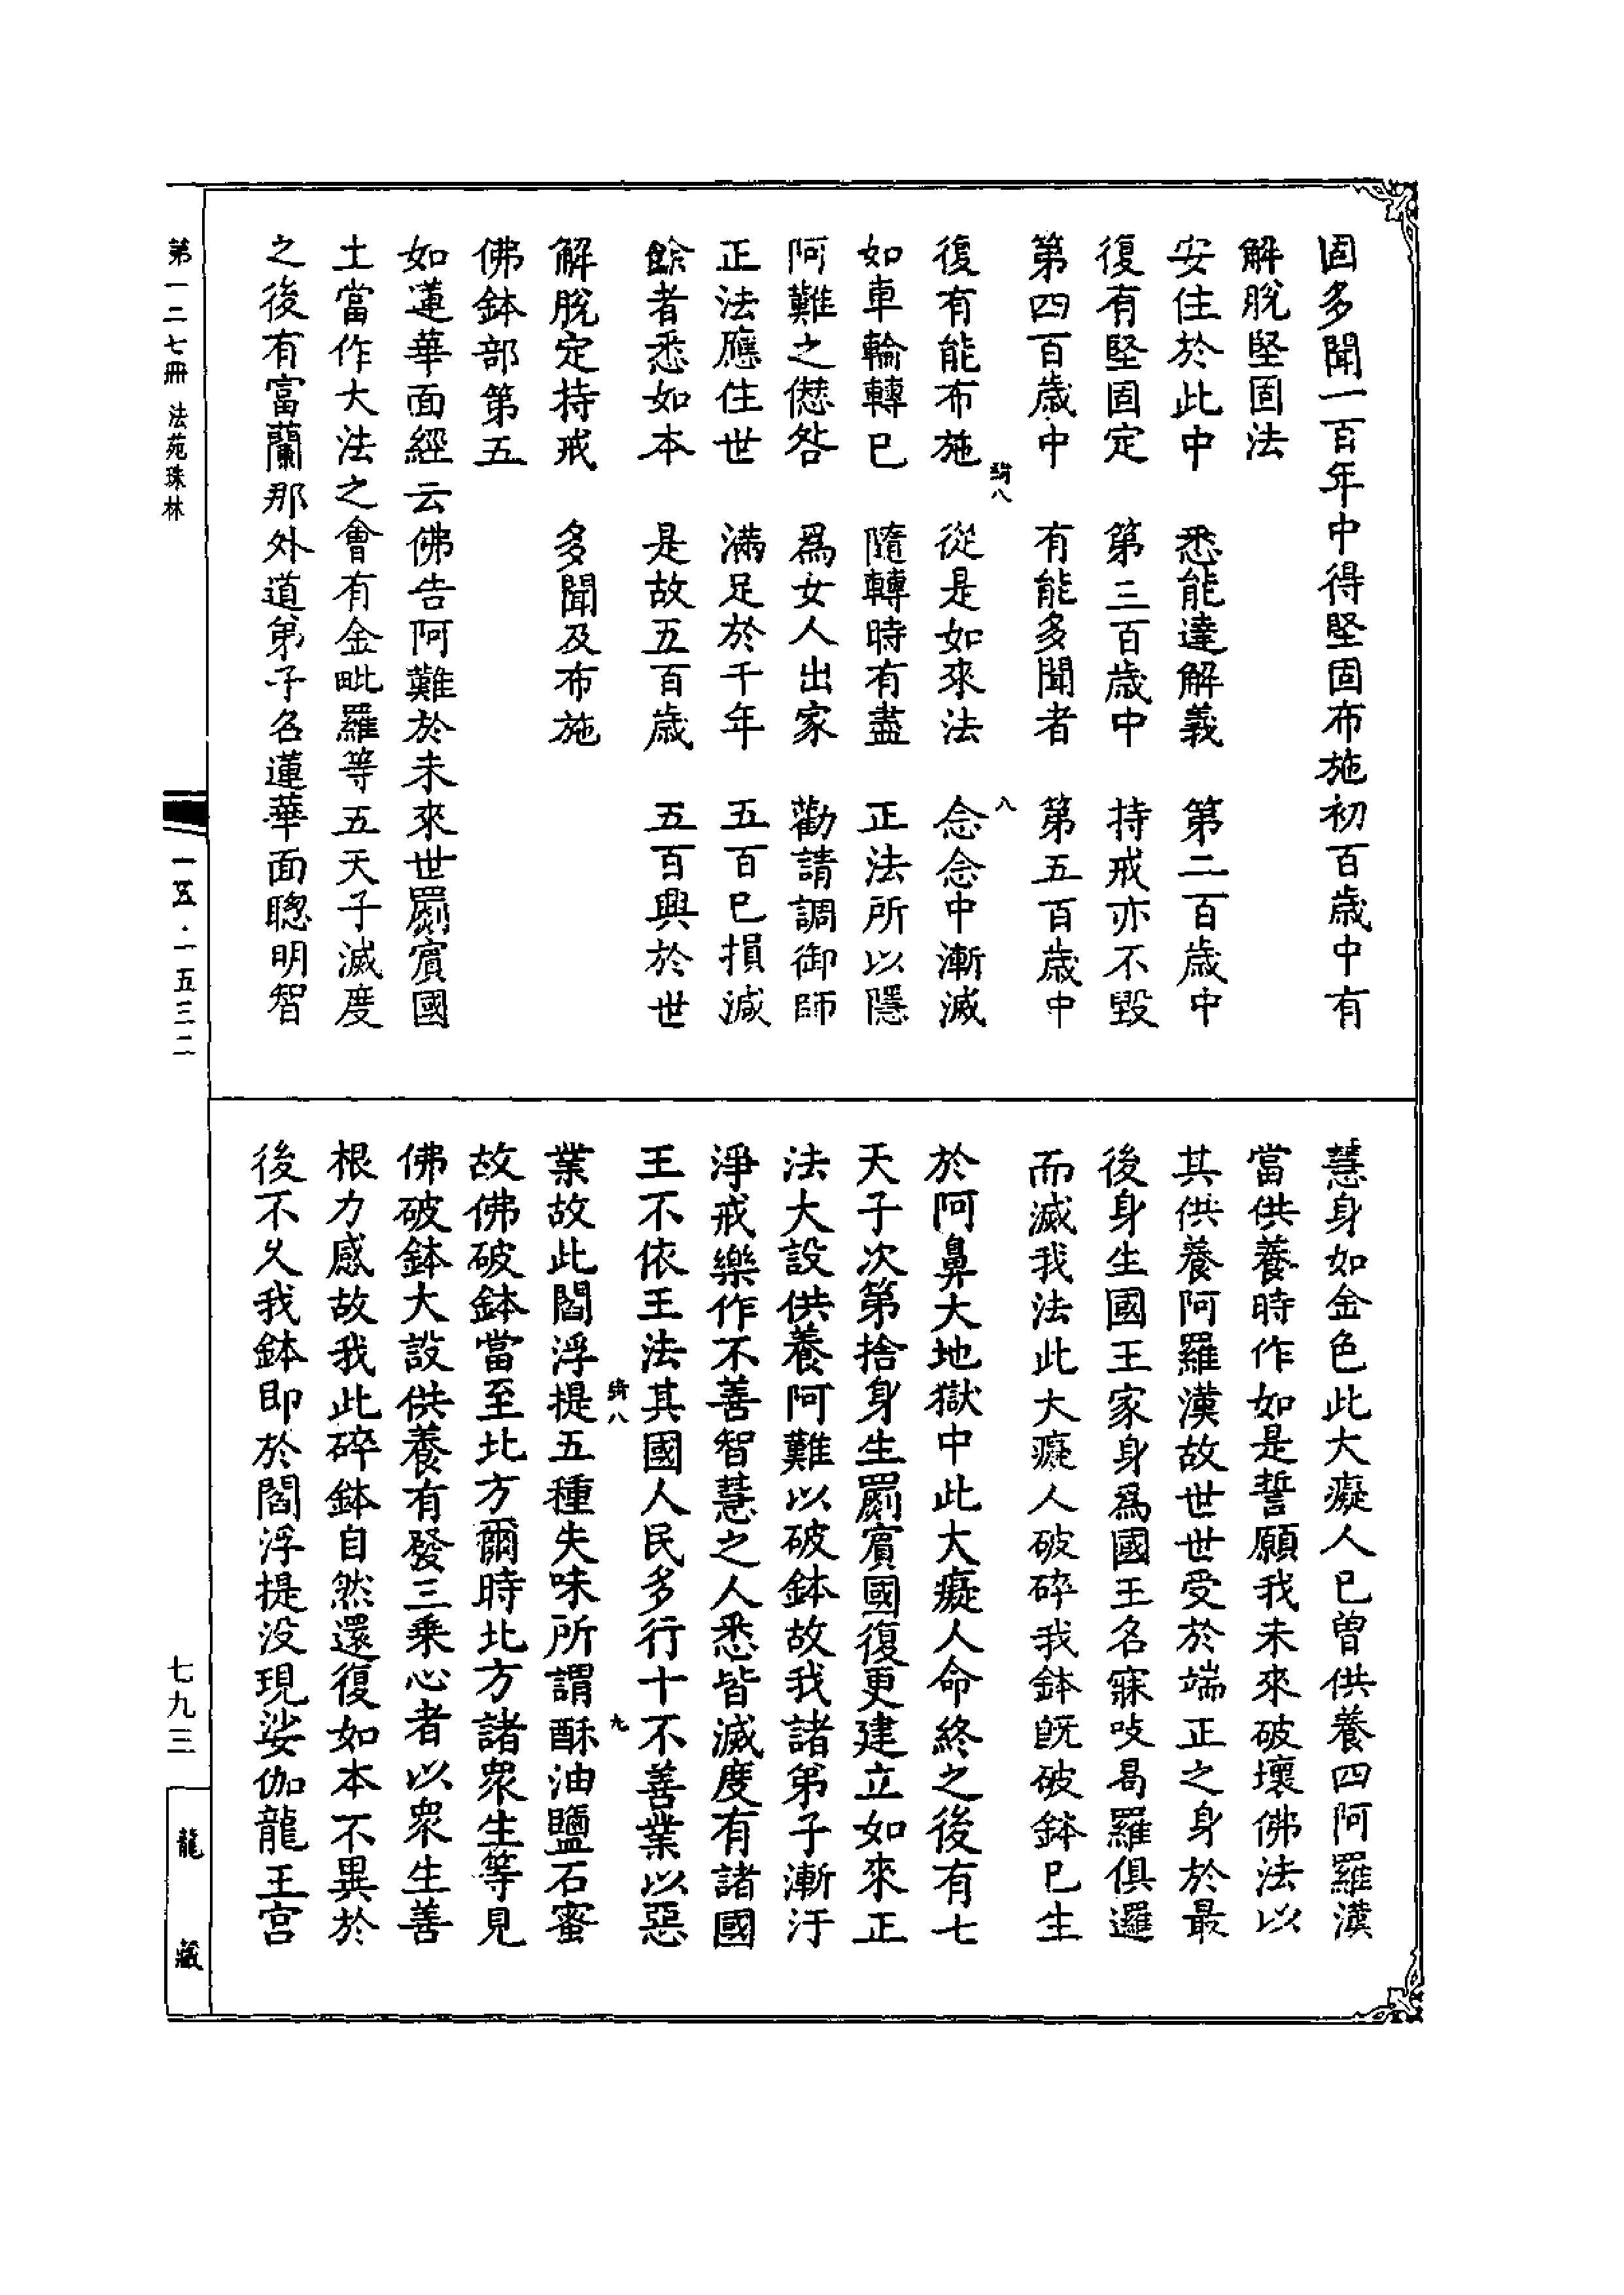 固多聞一百年中得堅固布施初百歲中有
解脫堅固法
安住於此中　悉能達解義　第二百歲中
復有堅固定　第三百歲中　持戒亦不毀
第四百歲中　有能多聞者　第五百歲中
綺八　八
復有能布施　從是如來法　念念中漸滅
如車輪轉已　隨轉時有盡　正法所以隱
阿難之愆咎　爲女人出家　勸請調御師
正法應住世　滿足於千年　五百已損減
餘者悉如本　是故五百歲　五百興於世
解脫定持戒　多聞及布施
佛鉢部第五
如蓮華面經云佛告阿難於未來世罽賓國
土當作大法之會有金毗羅等五天子滅度
之後有富蘭那外道弟子名蓮華面聰明智
慧身如金色此大癡人已曾供養四阿羅漢
當供養時作如是誓願我未來破壞佛法以
其供養阿羅漢故世世受於端正之身於最
後身生國王家身爲國王名寐吱曷羅俱邏
而滅我法此大癡人破碎我鉢既破鉢已生
於阿鼻大地獄中此大癡人命終之後有七
天子次第捨身生罽賓國復更建立如來正
法大設供養阿難以破鉢故我諸弟子漸汙
淨戒樂作不善智慧之人悉皆滅度有諸國
王不依王法其國人民多行十不善業以惡
綺八　九
業故此閻浮提五種失味所謂酥油鹽石蜜
故佛破鉢當至北方爾時北方諸衆生等見
佛破鉢大設供養有發三乘心者以衆生善
根力感故我此碎鉢自然還復如本不異於
後不久我鉢即於閻浮提没現娑伽龍王宫
第一二七冊　法苑珠林
一五五·一五三二
七九三
龍藏